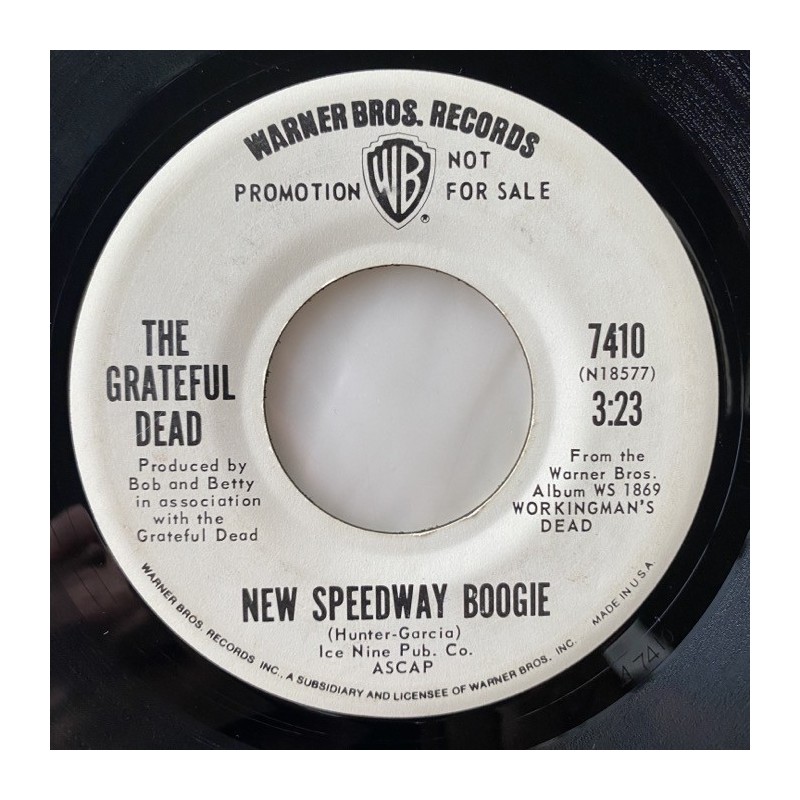 WARNER BROS. RECORDS
WB
®
PROMOTION
NOT
FOR SALE
THE
GRATEFUL
DEAD
Produced by
Bob and Betty
in association
with the
Grateful Dead
7410
(N18577)
3:23
From the
Warner Bros.
Album WS 1869
WORKINGMAN'S
DEAD
NEW SPEEDWAY BOOGIE
(Hunter-Garcia)
Ice Nine Pub. Co.
ASCAP
WARNER BROS. RECORDS INC., A SUBSIDIARY AND LICENSEE OF WARNER BROS. INC. MADE IN U.S.A.